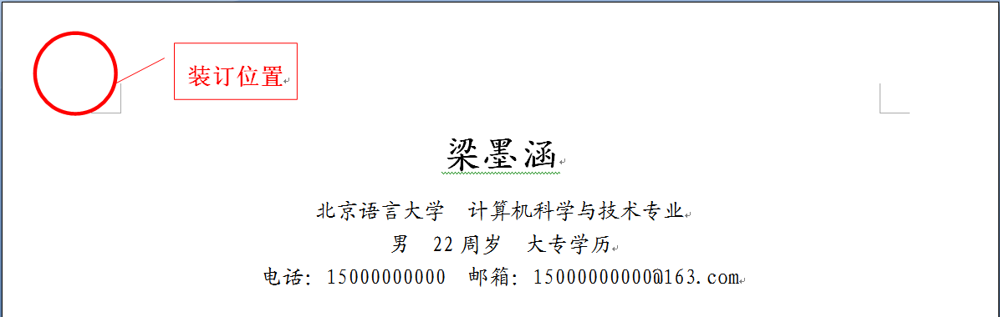 装订位置
梁墨涵
北京语言大学　计算机科学与技术专业
男　22 周岁　大专学历
电话：15000000000　邮箱：15000000000@163.com